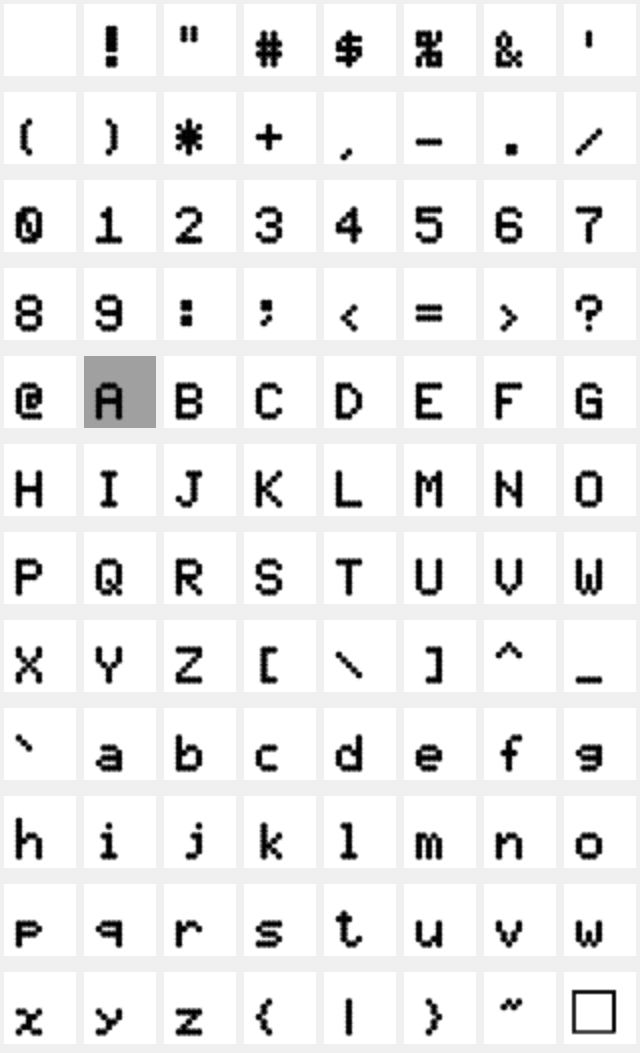 ! " # $ % & '
( ) * + , - . /
0 1 2 3 4 5 6 7
8 9 : ; < = > ?
@ A B C D E F G
H I J K L M N O
P Q R S T U V W
X Y Z [ \ ] ^ _
` a b c d e f g
h i j k l m n o
p q r s t u v w
x y z { | } ~ □